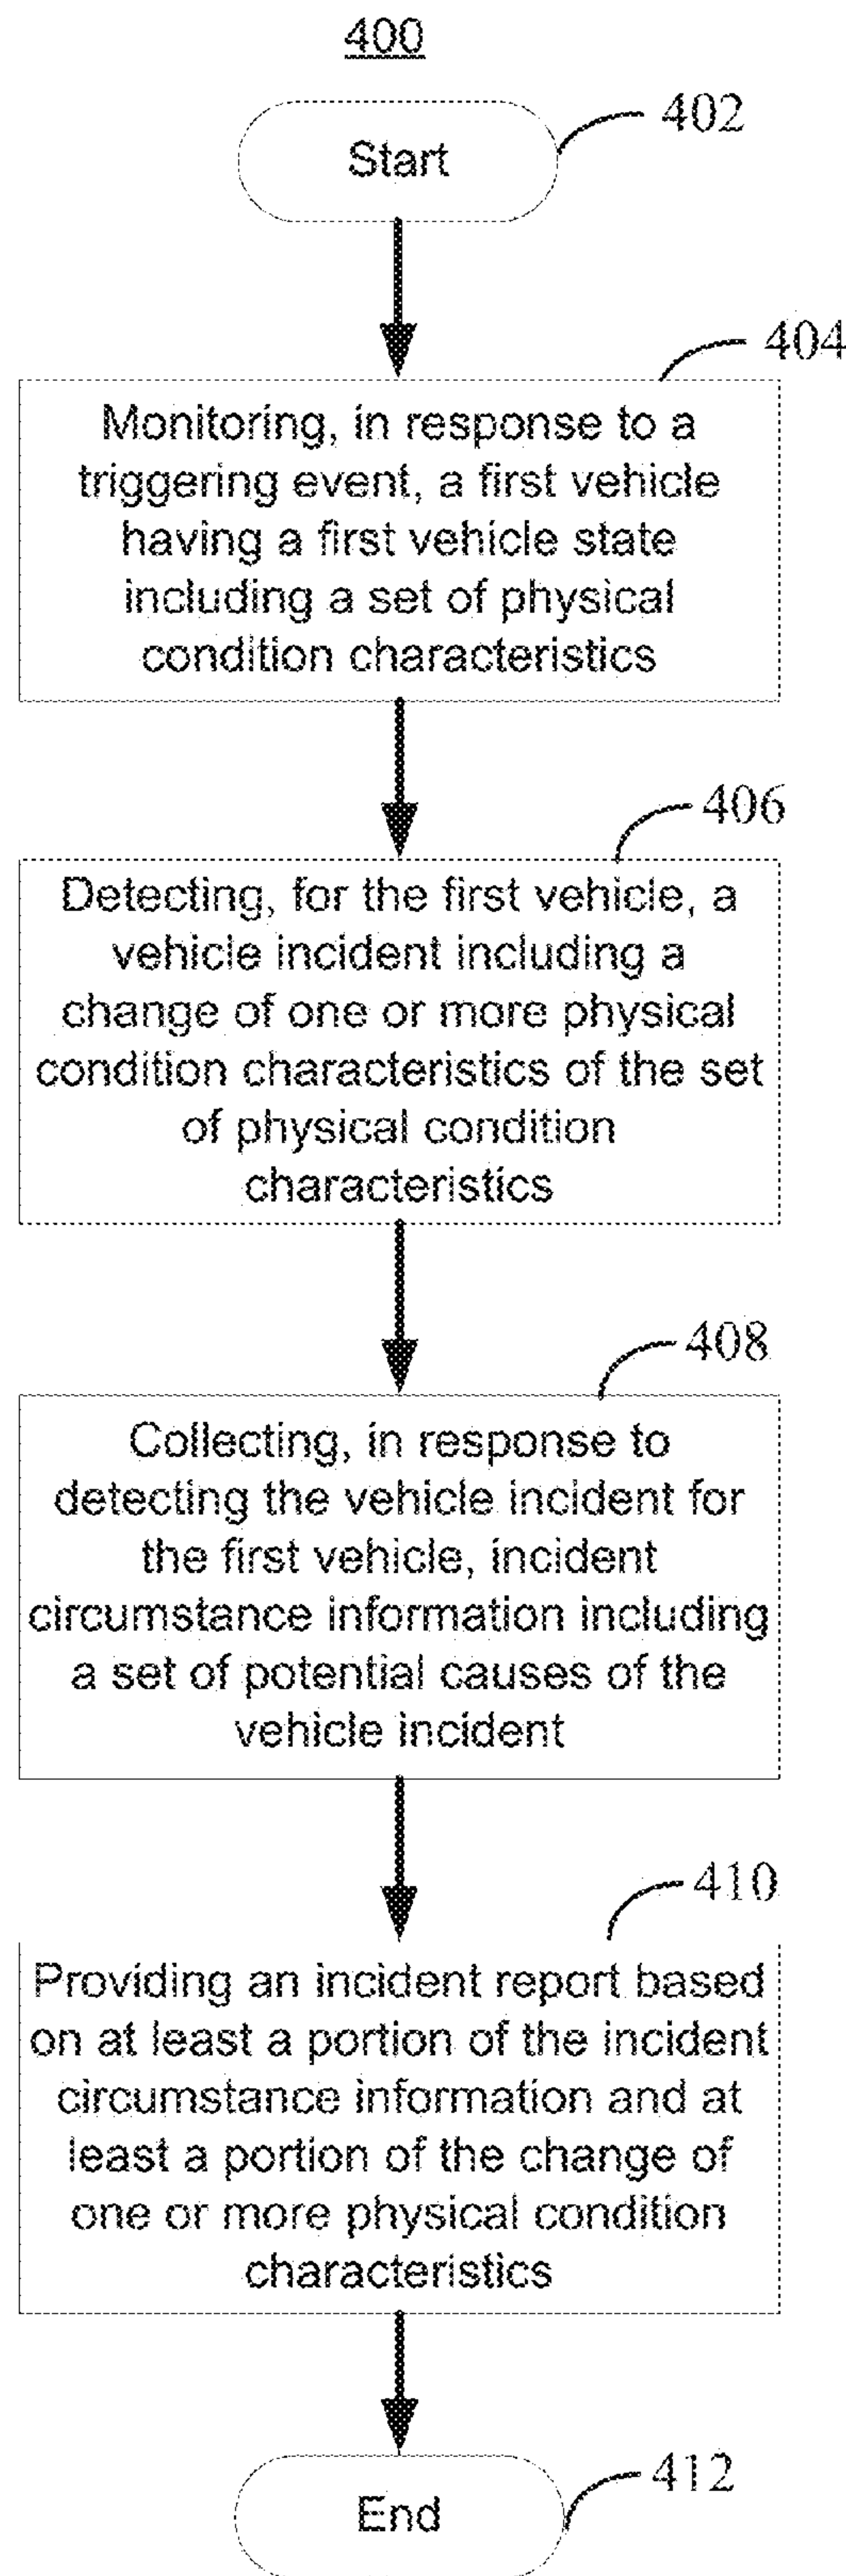 400
402
Start
404
Monitoring, in response to a
triggering event, a first vehicle
having a first vehicle state
including a set of physical
condition characteristics
406
Detecting, for the first vehicle, a
vehicle incident including a
change of one or more physical
condition characteristics of the set
of physical condition
characteristics
408
Collecting, in response to
detecting the vehicle incident for
the first vehicle, incident
circumstance information including
a set of potential causes of the
vehicle incident
410
Providing an incident report based
on at least a portion of the incident
circumstance information and at
least a portion of the change of
one or more physical condition
characteristics
412
End